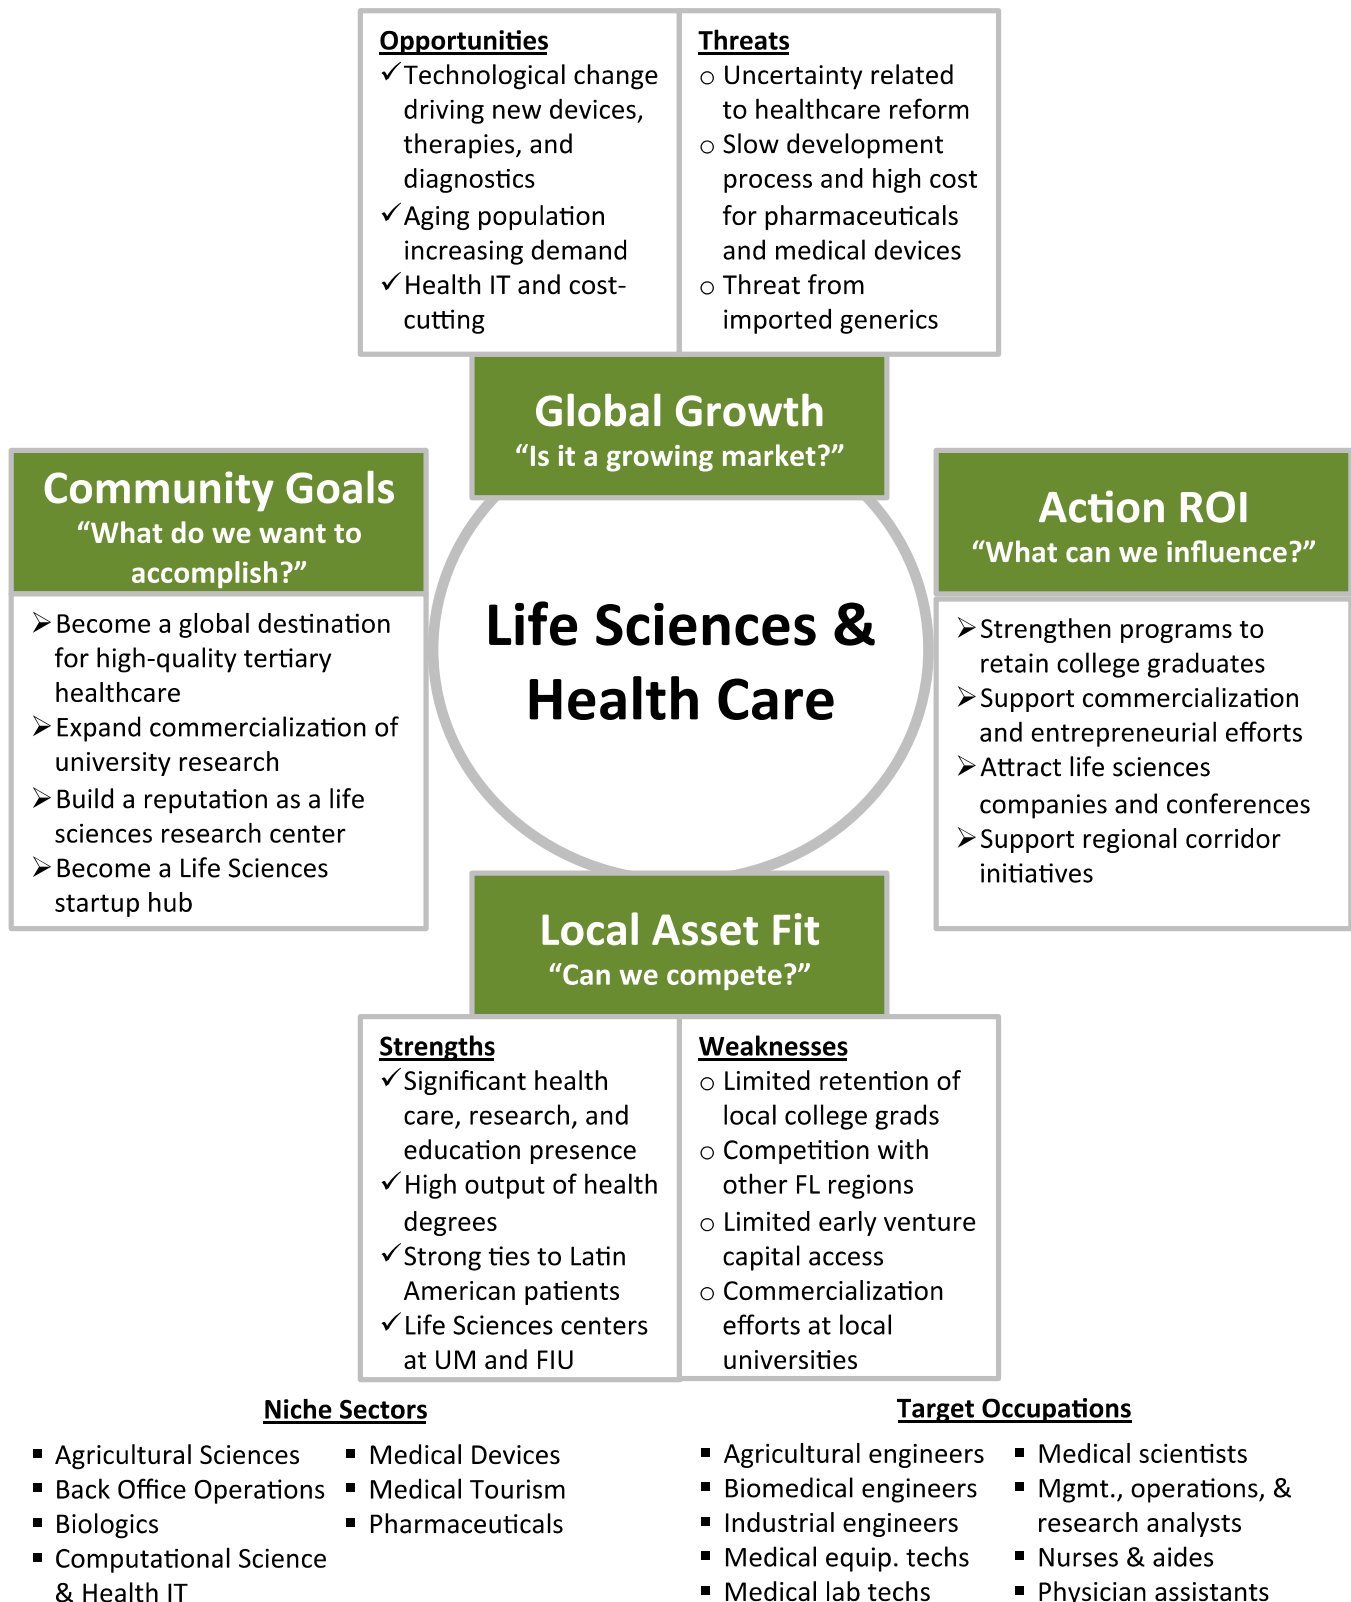 Opportunities
✓Technological change
driving new devices,
therapies, and
diagnostics
✓Aging population
increasing demand
✓Health IT and cost-
cutting
Threats
o Uncertainty related
to healthcare reform
o Slow development
process and high cost
for pharmaceuticals
and medical devices
o Threat from
imported generics
Global Growth
“Is it a growing market?”
Community Goals
“What do we want to
accomplish?”
➢Become a global destination
for high-quality tertiary
healthcare
➢Expand commercialization of
university research
➢Build a reputation as a life
sciences research center
➢Become a Life Sciences
startup hub
Life Sciences &
Health Care
Action ROI
“What can we influence?”
➢Strengthen programs to
retain college graduates
➢Support commercialization
and entrepreneurial efforts
➢Attract life sciences
companies and conferences
➢Support regional corridor
initiatives
Local Asset Fit
“Can we compete?”
Strengths
✓Significant health
care, research, and
education presence
✓High output of health
degrees
✓Strong ties to Latin
American patients
✓Life Sciences centers
at UM and FIU
Weaknesses
o Limited retention of
local college grads
o Competition with
other FL regions
o Limited early venture
capital access
o Commercialization
efforts at local
universities
Niche Sectors
▪ Agricultural Sciences
▪ Back Office Operations
▪ Biologics
▪ Computational Science
& Health IT
▪ Medical Devices
▪ Medical Tourism
▪ Pharmaceuticals
Target Occupations
▪ Agricultural engineers
▪ Biomedical engineers
▪ Industrial engineers
▪ Medical equip. techs
▪ Medical lab techs
▪ Medical scientists
▪ Mgmt., operations, &
research analysts
▪ Nurses & aides
▪ Physician assistants